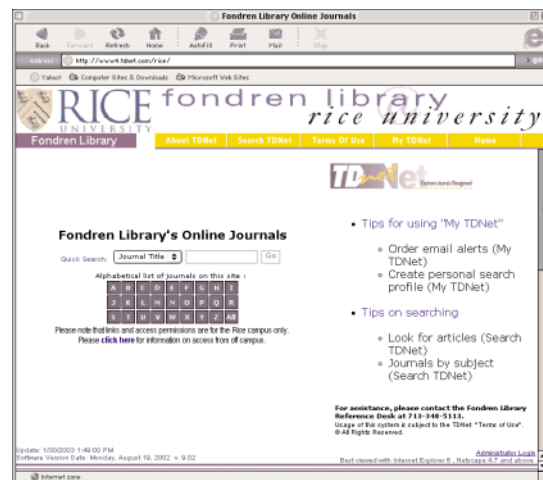 Fondren Library Online Journals
Back Forward Refresh Home AutoFill Print Mail Stop
Address http://www4.tdnet.com/rice/ go
Yahoo! Computer Sites & Downloads Microsoft Web Sites
RICE
UNIVERSITY
fondren library
@
rice university
Fondren Library
About TDNet Search TDNet Terms Of Use My TDNet Home
TDnet Electronic Journals Management
Fondren Library's Online Journals
Quick Search: Journal Title Go
Alphabetical list of journals on this site :
A B C D E F G H I
J K L M N O P Q R
S T U V W X Y Z All
Please note that links and access permissions are for the Rice campus only.
Please click here for information on access from off campus.
• Tips for using "My TDNet"
Order email alerts (My
TDNet)
Create personal search
profile (My TDNet)
• Tips on searching
Look for articles (Search
TDNet)
Journals by subject
(Search TDNet)
For assistance, please contact the Fondren Library
Reference Desk at 713-348-5113.
Usage of this system is subject to the TDNet "Terms of Use".
© All Rights Reserved.
Update: 1/30/2003 1:49:00 PM
Software Version Date: Monday, August 19, 2002 v. 9.02
Administrator Login
Best viewed with Internet Explorer 5 , Netscape 4.7 and above
Internet zone